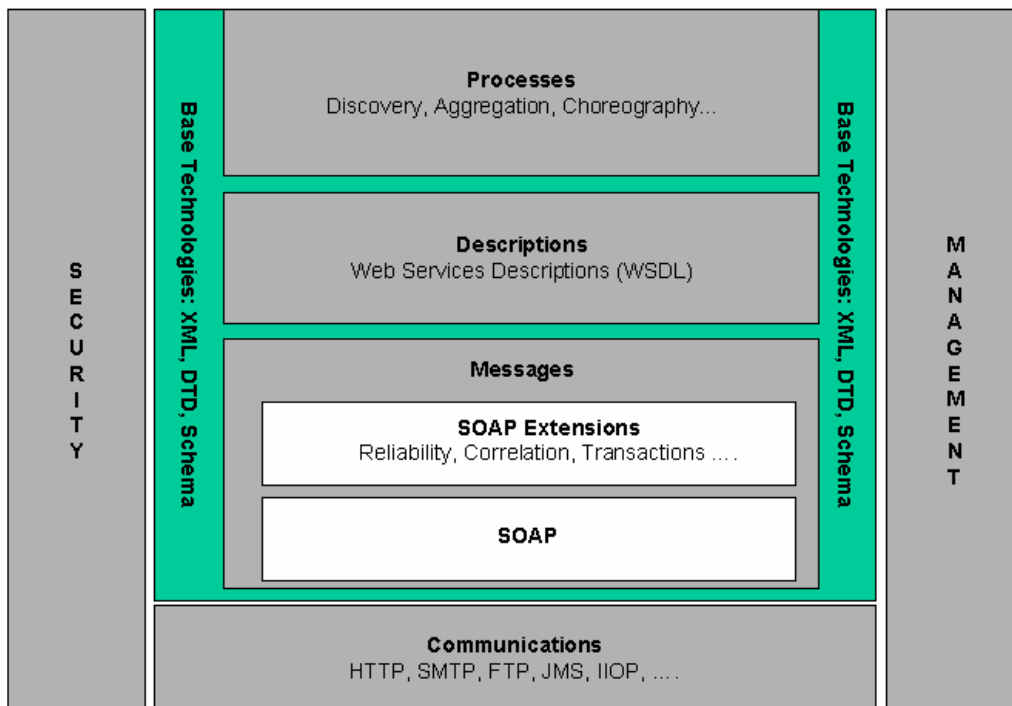 SECURITY
Base Technologies: XML, DTD, Schema
Processes
Discovery, Aggregation, Choreography...
Descriptions
Web Services Descriptions (WSDL)
Messages
SOAP Extensions
Reliability, Correlation, Transactions ....
SOAP
Base Technologies: XML, DTD, Schema
MANAGEMENT
Communications
HTTP, SMTP, FTP, JMS, IIOP, ....